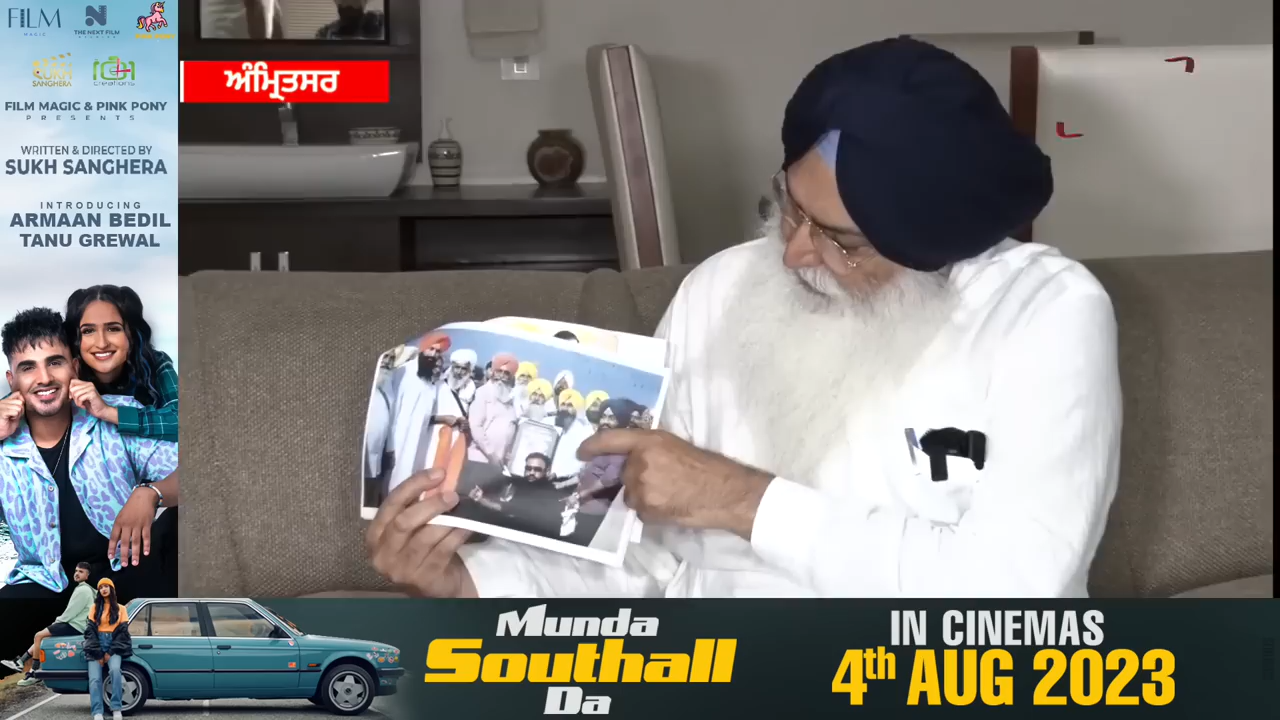 FILM
MAGIC
THE NEXT FILM
SUKH
SANGHERA
creations
FILM MAGIC & PINK PONY
PRESENTS
WRITTEN & DIRECTED BY
SUKH SANGHERA
INTRODUCING
ARMAAN BEDIL
TANU GREWAL
ਅੰਮ੍ਰਿਤਸਰ
Munda
Southall
Da
IN CINEMAS
4th AUG 2023